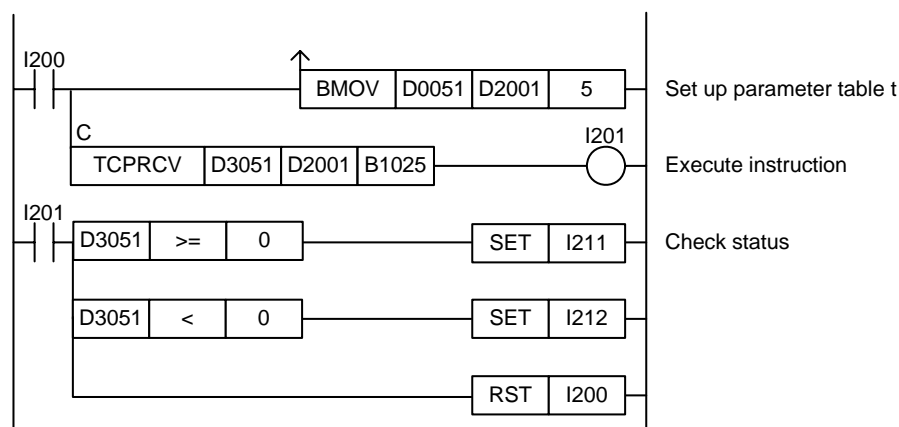 I200
BMOV D0051 D2001 5 Set up parameter table t
C
I201
TCPRCV D3051 D2001 B1025 Execute instruction
I201
D3051 >= 0 SET I211 Check status
D3051 < 0 SET I212
RST I200